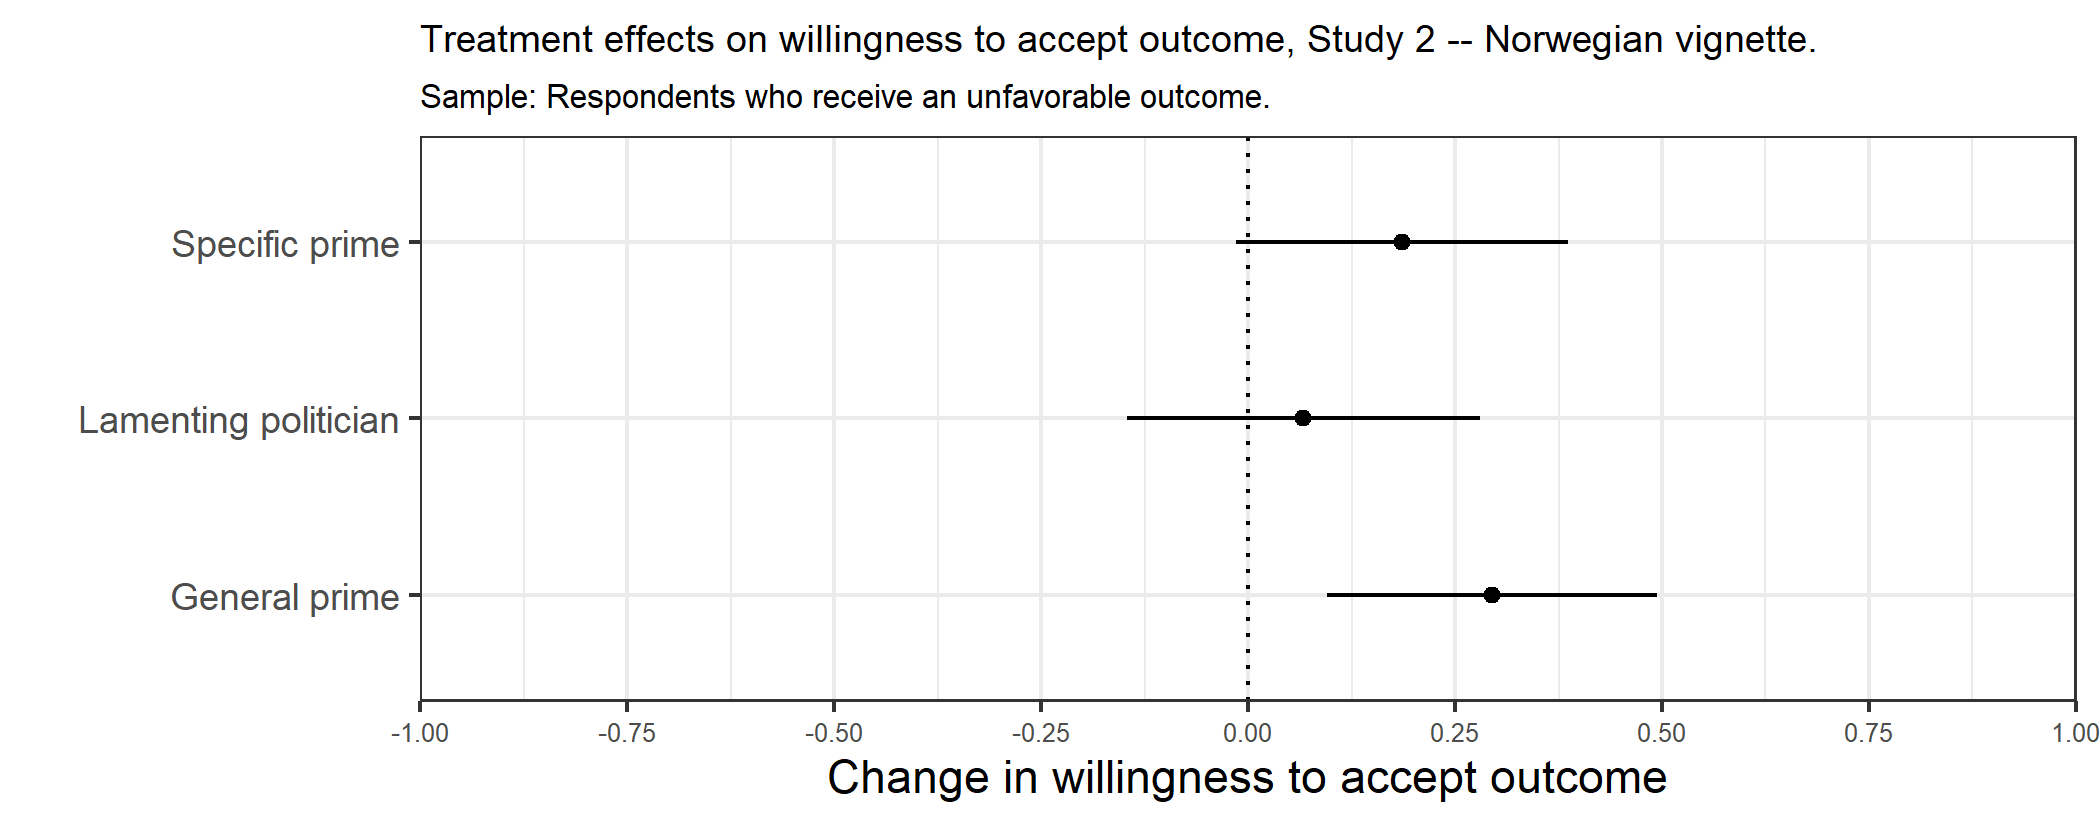 Treatment effects on willingness to accept outcome, Study 2 -- Norwegian vignette.
Sample: Respondents who receive an unfavorable outcome.
Specific prime
Lamenting politician
General prime
-1.00 -0.75 -0.50 -0.25 0.00 0.25 0.50 0.75 1.00
Change in willingness to accept outcome